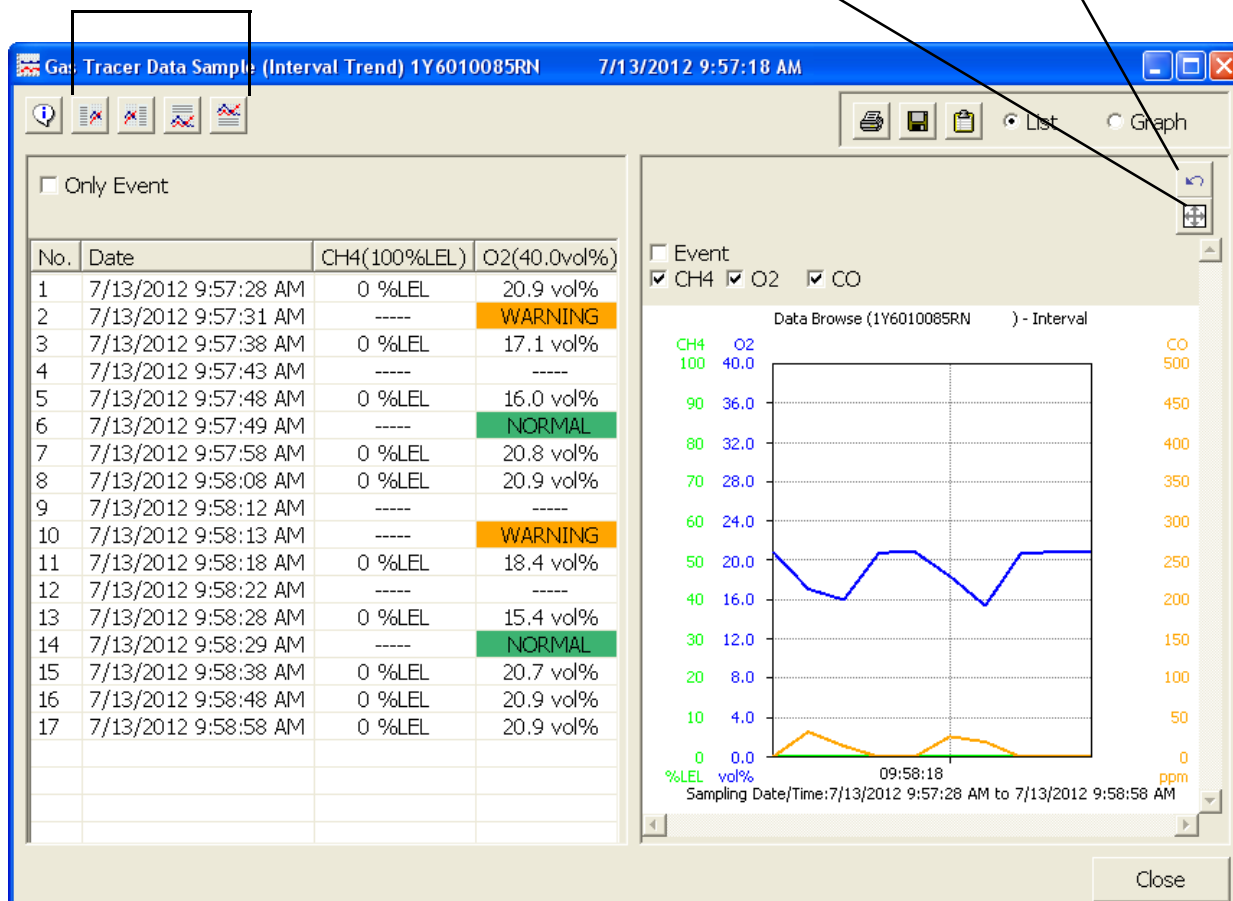 Gas Tracer Data Sample (Interval Trend) 1Y6010085RN 7/13/2012 9:57:18 AM
List Graph
Only Event
No. Date CH4(100%LEL) O2(40.0vol%)
1 7/13/2012 9:57:28 AM 0 %LEL 20.9 vol%
2 7/13/2012 9:57:31 AM ----- WARNING
3 7/13/2012 9:57:38 AM 0 %LEL 17.1 vol%
4 7/13/2012 9:57:43 AM ----- -----
5 7/13/2012 9:57:48 AM 0 %LEL 16.0 vol%
6 7/13/2012 9:57:49 AM ----- NORMAL
7 7/13/2012 9:57:58 AM 0 %LEL 20.8 vol%
8 7/13/2012 9:58:08 AM 0 %LEL 20.9 vol%
9 7/13/2012 9:58:12 AM ----- -----
10 7/13/2012 9:58:13 AM ----- WARNING
11 7/13/2012 9:58:18 AM 0 %LEL 18.4 vol%
12 7/13/2012 9:58:22 AM ----- -----
13 7/13/2012 9:58:28 AM 0 %LEL 15.4 vol%
14 7/13/2012 9:58:29 AM ----- NORMAL
15 7/13/2012 9:58:38 AM 0 %LEL 20.7 vol%
16 7/13/2012 9:58:48 AM 0 %LEL 20.9 vol%
17 7/13/2012 9:58:58 AM 0 %LEL 20.9 vol%
Event
CH4 O2 CO
Data Browse (1Y6010085RN ) - Interval
CH4 O2 CO
100 40.0 500
90 36.0 450
80 32.0 400
70 28.0 350
60 24.0 300
50 20.0 250
40 16.0 200
30 12.0 150
20 8.0 100
10 4.0 50
0 0.0 0
%LEL vol% 09:58:18 ppm
Sampling Date/Time:7/13/2012 9:57:28 AM to 7/13/2012 9:58:58 AM
Close